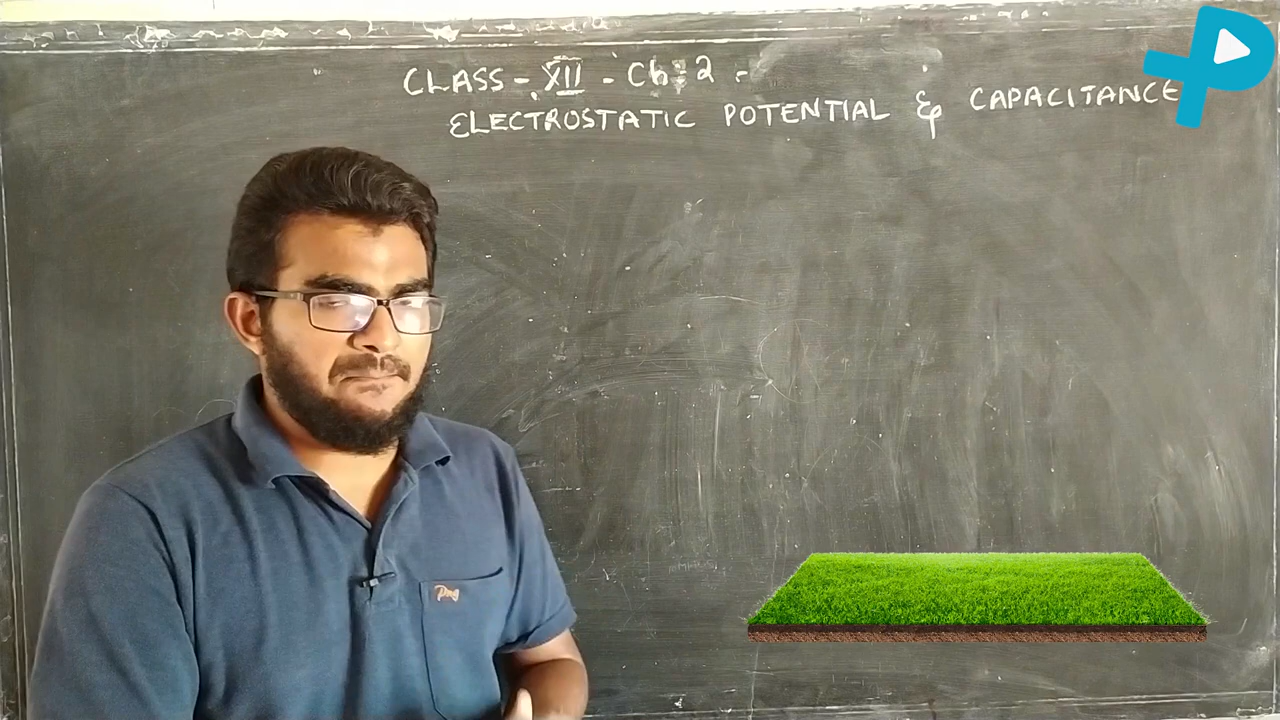 CLASS - XII - Ch: 2 -
ELECTROSTATIC POTENTIAL & CAPACITANCE